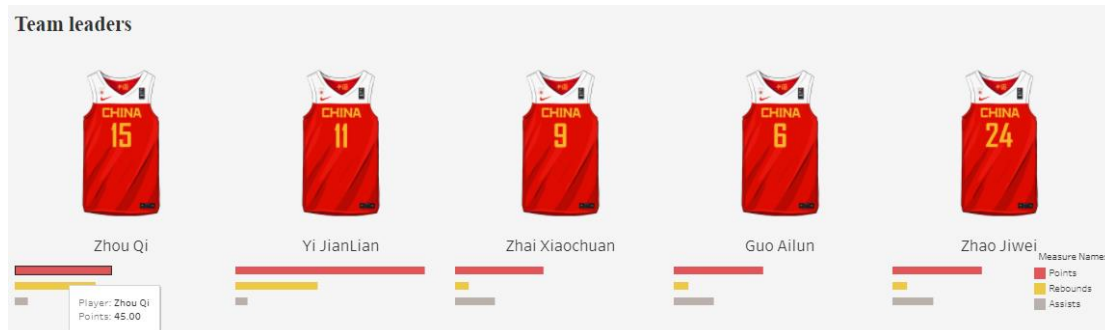 Team leaders
CHINA
15
CHINA
11
CHINA
9
CHINA
6
CHINA
24
Zhou Qi
Yi JianLian
Zhai Xiaochuan
Guo Ailun
Zhao Jiwei
Measure Name
Points
Rebounds
Assists
Player: Zhou Qi
Points: 45.00